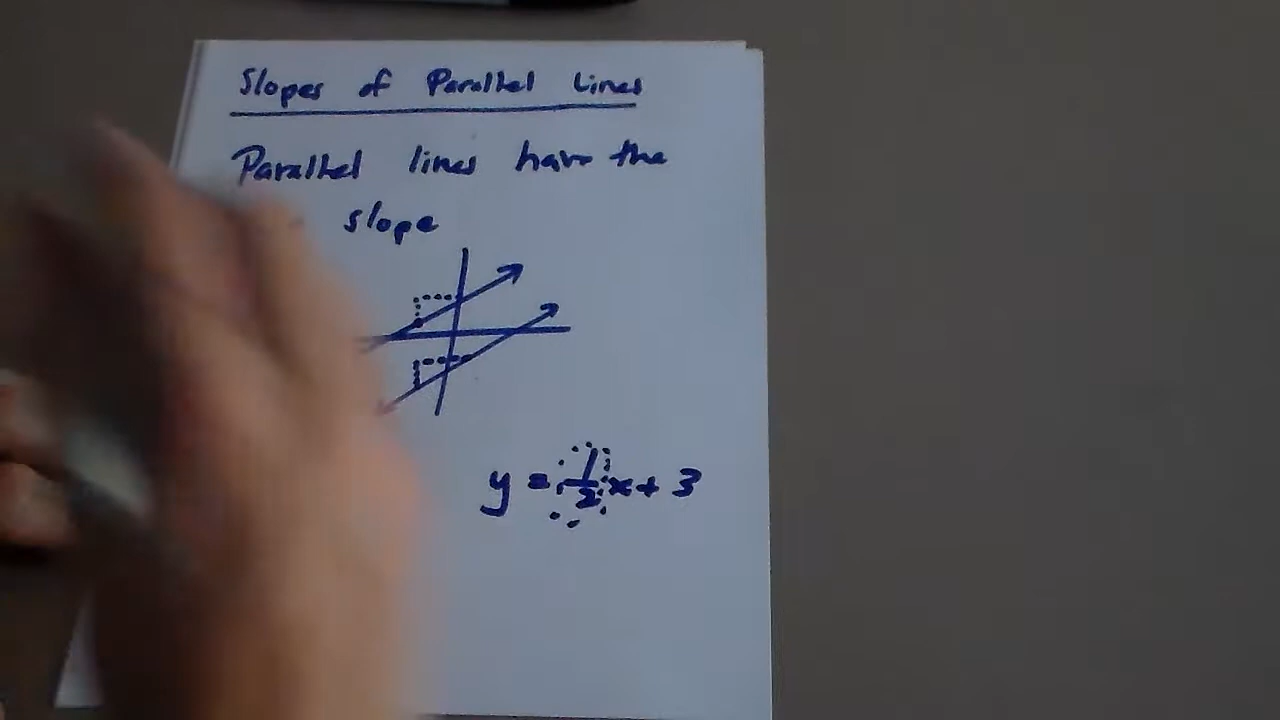 Slopes of Parallel Lines
Parallel lines have the
slope
y = 1/2 x + 3